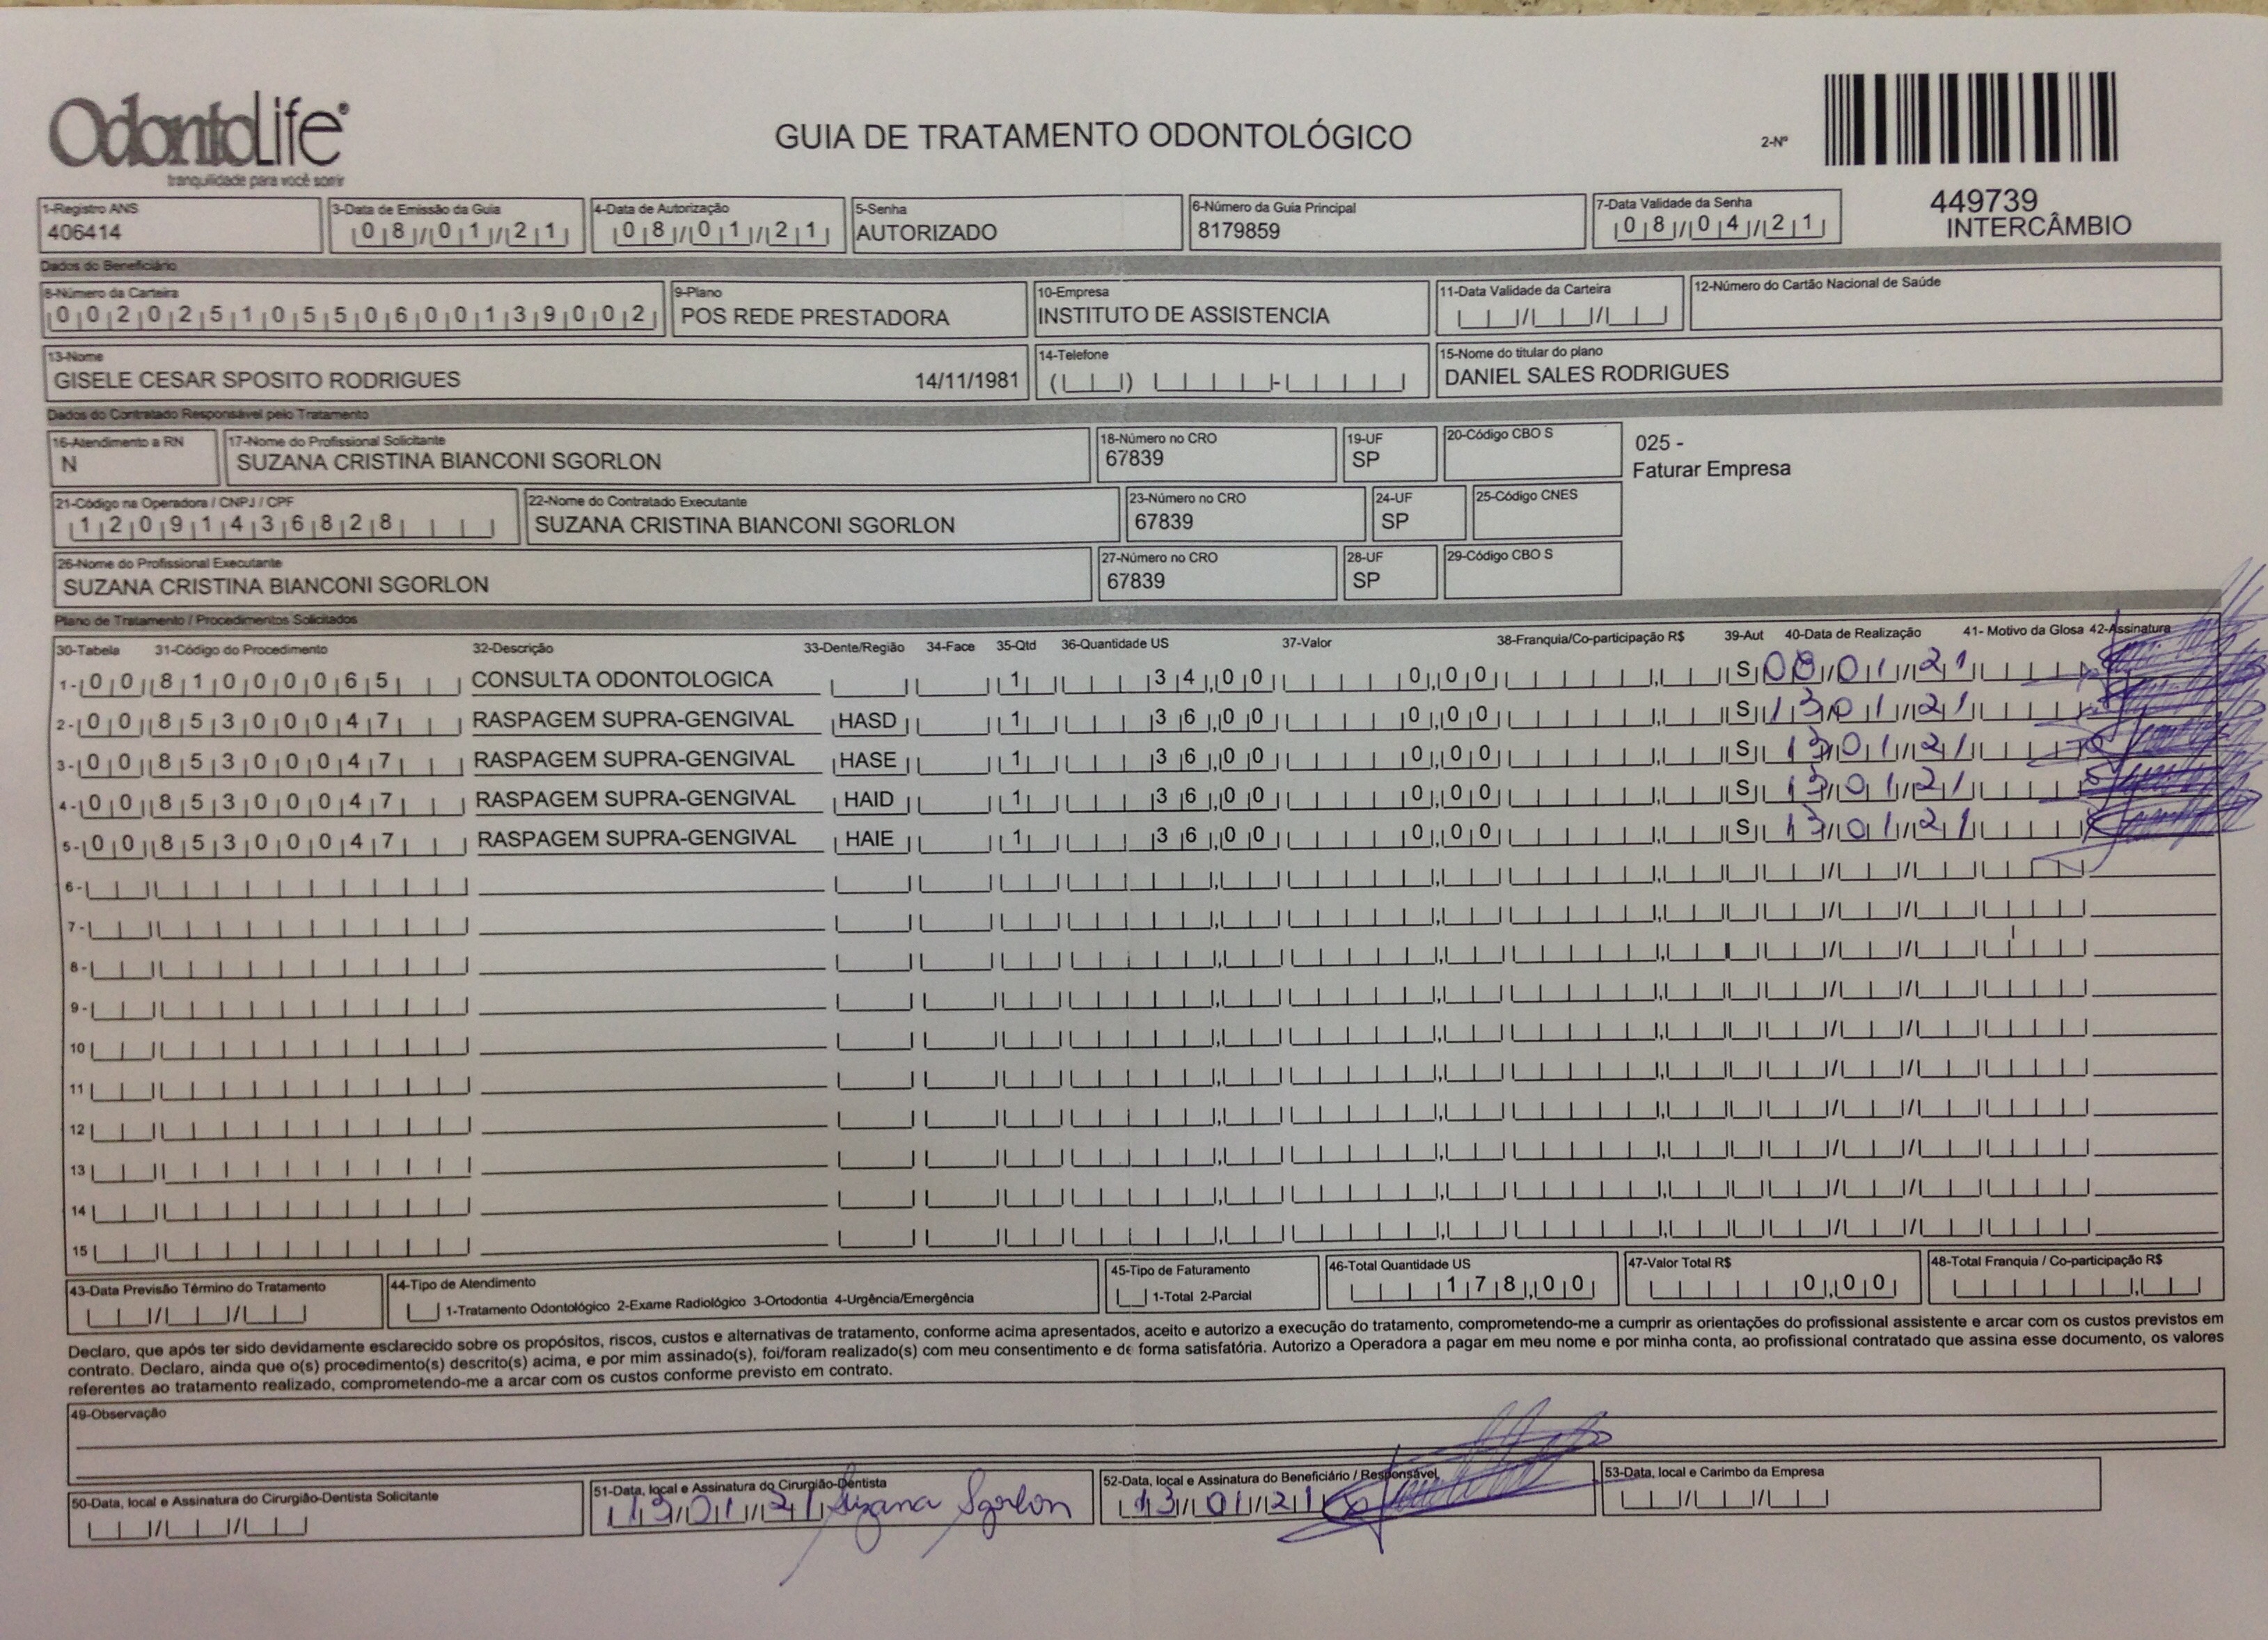 OdontoLife®
tranquilidade para você sorrir
GUIA DE TRATAMENTO ODONTOLÓGICO
2-Nº
449739
INTERCÂMBIO
1-Registro ANS
406414
3-Data de Emissão da Guia
08/01/21
4-Data de Autorização
08/01/21
5-Senha
AUTORIZADO
6-Número da Guia Principal
8179859
7-Data Validade da Senha
08/04/21
Dados do Beneficiário
8-Número da Carteira
00202510550600139002
9-Plano
POS REDE PRESTADORA
10-Empresa
INSTITUTO DE ASSISTENCIA
11-Data Validade da Carteira
12-Número do Cartão Nacional de Saúde
13-Nome
GISELE CESAR SPOSITO RODRIGUES 14/11/1981
14-Telefone
15-Nome do titular do plano
DANIEL SALES RODRIGUES
Dados do Contratado Responsável pelo Tratamento
16-Atendimento a RN
N
17-Nome do Profissional Solicitante
SUZANA CRISTINA BIANCONI SGORLON
18-Número no CRO
67839
19-UF
SP
20-Código CBO S
025 -
Faturar Empresa
21-Código na Operadora / CNPJ / CPF
12091436828
22-Nome do Contratado Executante
SUZANA CRISTINA BIANCONI SGORLON
23-Número no CRO
67839
24-UF
SP
25-Código CNES
26-Nome do Profissional Executante
SUZANA CRISTINA BIANCONI SGORLON
27-Número no CRO
67839
28-UF
SP
29-Código CBO S
Plano de Tratamento / Procedimentos Solicitados
30-Tabela 31-Código do Procedimento 32-Descrição 33-Dente/Região 34-Face 35-Qtd 36-Quantidade US 37-Valor 38-Franquia/Co-participação R$ 39-Aut 40-Data de Realização 41- Motivo da Glosa 42-Assinatura
1- 00 81000065 CONSULTA ODONTOLOGICA 1 34,00 0,00 S 08/01/21
2- 00 85300047 RASPAGEM SUPRA-GENGIVAL HASD 1 36,00 0,00 S 13/01/21
3- 00 85300047 RASPAGEM SUPRA-GENGIVAL HASE 1 36,00 0,00 S 13/01/21
4- 00 85300047 RASPAGEM SUPRA-GENGIVAL HAID 1 36,00 0,00 S 13/01/21
5- 00 85300047 RASPAGEM SUPRA-GENGIVAL HAIE 1 36,00 0,00 S 13/01/21
6-
7-
8-
9-
10
11
12
13
14
15
43-Data Previsão Término do Tratamento
44-Tipo de Atendimento
1-Tratamento Odontológico 2-Exame Radiológico 3-Ortodontia 4-Urgência/Emergência
45-Tipo de Faturamento
1-Total 2-Parcial
46-Total Quantidade US
178,00
47-Valor Total R$
0,00
48-Total Franquia / Co-participação R$
Declaro, que após ter sido devidamente esclarecido sobre os propósitos, riscos, custos e alternativas de tratamento, conforme acima apresentados, aceito e autorizo a execução do tratamento, comprometendo-me a cumprir as orientações do profissional assistente e arcar com os custos previstos em
contrato. Declaro, ainda que o(s) procedimento(s) descrito(s) acima, e por mim assinado(s), foi/foram realizado(s) com meu consentimento e de forma satisfatória. Autorizo a Operadora a pagar em meu nome e por minha conta, ao profissional contratado que assina esse documento, os valores
referentes ao tratamento realizado, comprometendo-me a arcar com os custos conforme previsto em contrato.
49-Observação
50-Data, local e Assinatura do Cirurgião-Dentista Solicitante
51-Data, local e Assinatura do Cirurgião-Dentista
13/01/21 Suzana Sgorlon
52-Data, local e Assinatura do Beneficiário / Responsável
13/01/21
53-Data, local e Carimbo da Empresa